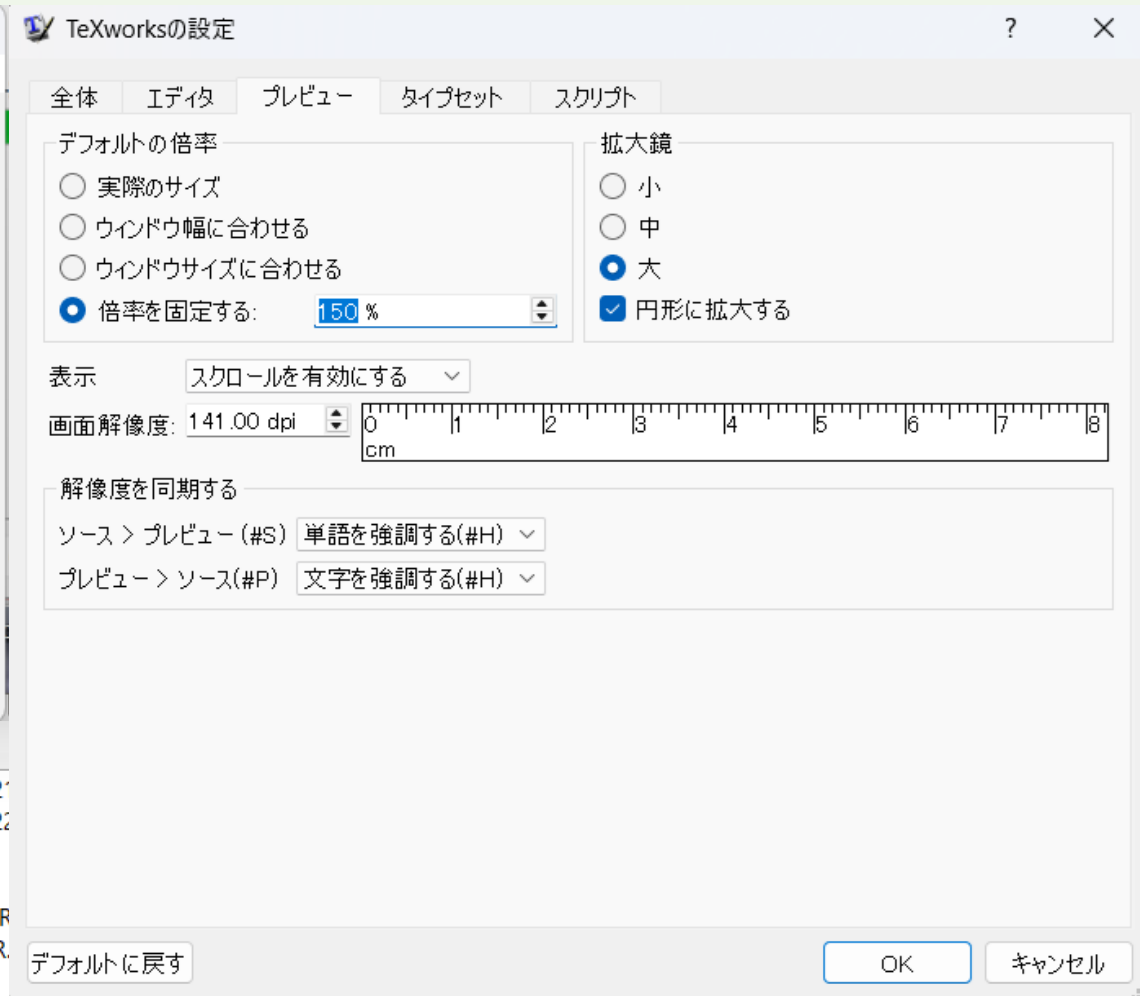 TeXworksの設定
全体 エディタ プレビュー タイプセット スクリプト
デフォルトの倍率
実際のサイズ
ウィンドウ幅に合わせる
ウィンドウサイズに合わせる
倍率を固定する: 150 %
拡大鏡
小
中
大
円形に拡大する
表示 スクロールを有効にする
画面解像度: 141.00 dpi
0 1 2 3 4 5 6 7 8
cm
解像度を同期する
ソース > プレビュー (#S) 単語を強調する(#H)
プレビュー > ソース(#P) 文字を強調する(#H)
デフォルトに戻す OK キャンセル